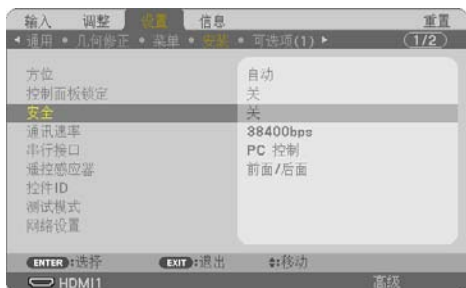 输入 调整 设置 信息 重置
通用 • 几何修正 • 菜单 • 安装 • 可选项(1) 1/2
方位 自动
控制面板锁定 关
安全 关
通讯速率 38400bps
串行接口 PC 控制
遥控感应器 前面/后面
控件ID
测试模式
网络设置
ENTER :选择 EXIT :退出 :移动
HDMI1 高级